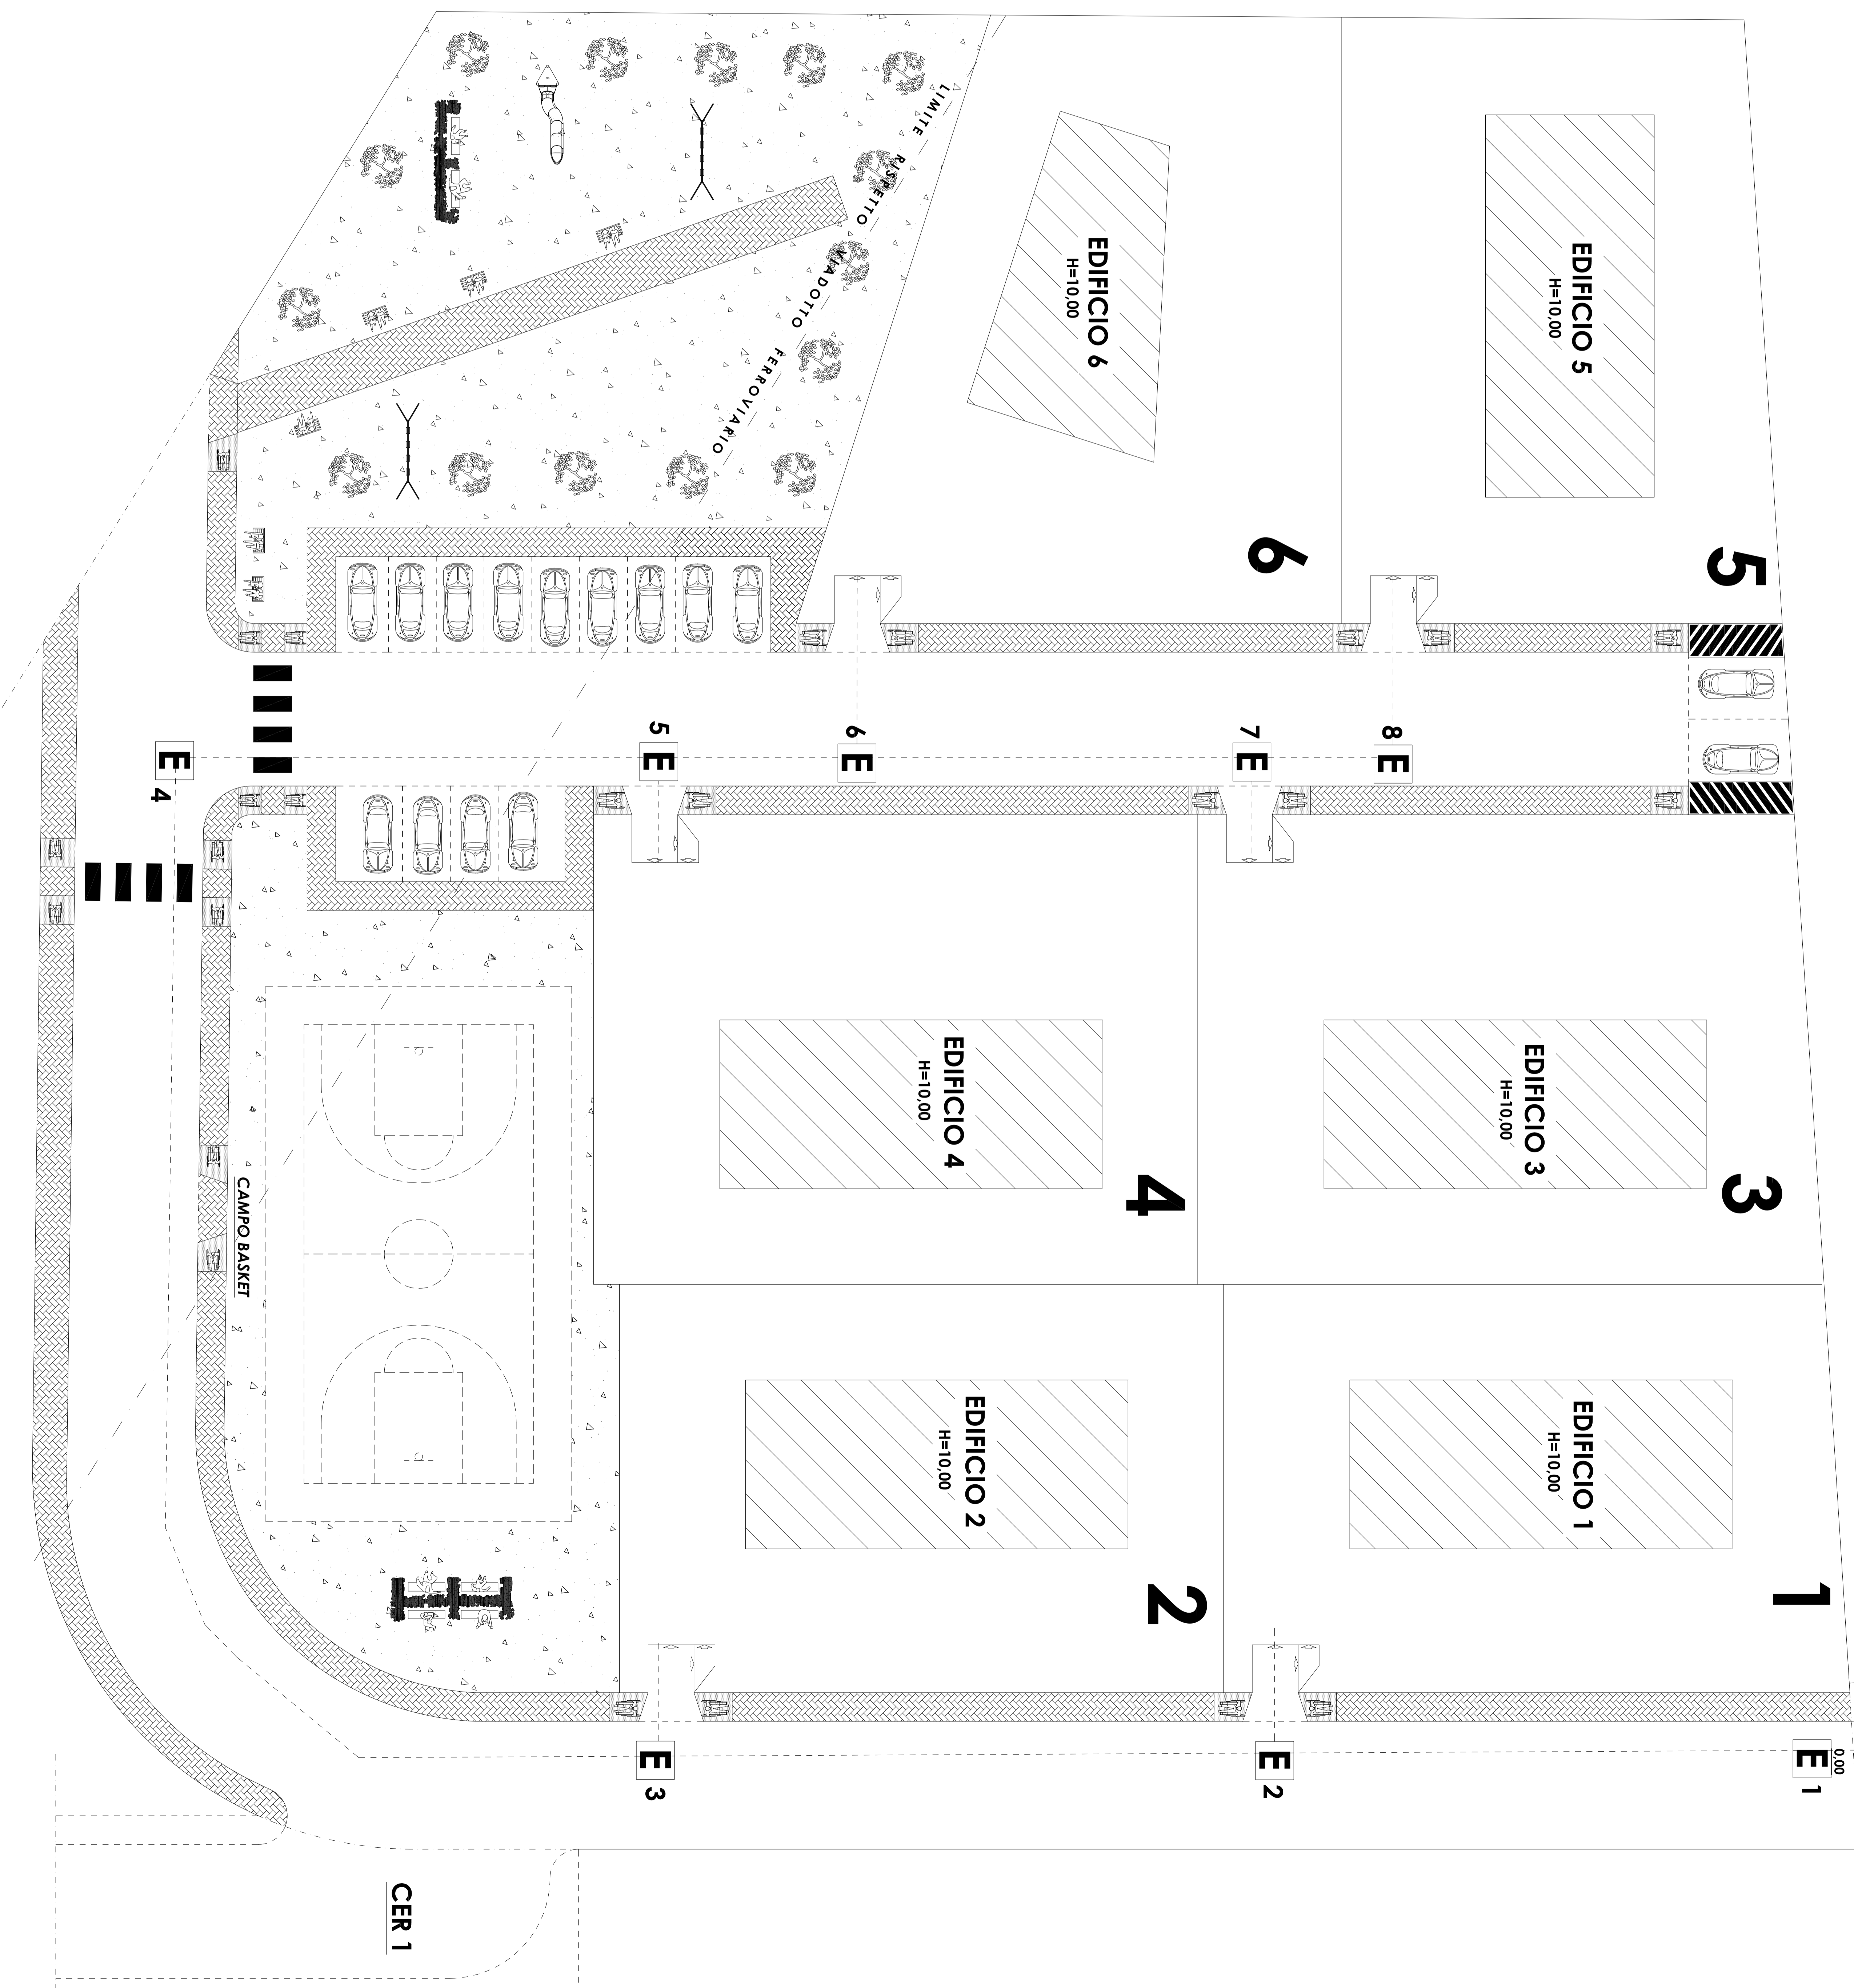 LIMITE RISPETTO VIADOTTO FERROVIARIO
EDIFICIO 6
H=10,00
6
EDIFICIO 5
H=10,00
5
E 4
5 E
6 E
7 E
8 E
EDIFICIO 4
H=10,00
4
EDIFICIO 3
H=10,00
3
CAMPO BASKET
EDIFICIO 2
H=10,00
2
EDIFICIO 1
H=10,00
1
E 3
E 2
0,00
E 1
CER 1